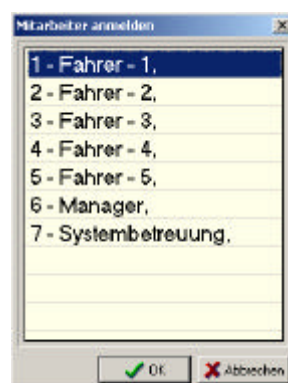 Mitarbeiter anmelden
1 - Fahrer - 1,
2 - Fahrer - 2,
3 - Fahrer - 3,
4 - Fahrer - 4,
5 - Fahrer - 5,
6 - Manager,
7 - Systembetreuung,
OK Abbrechen